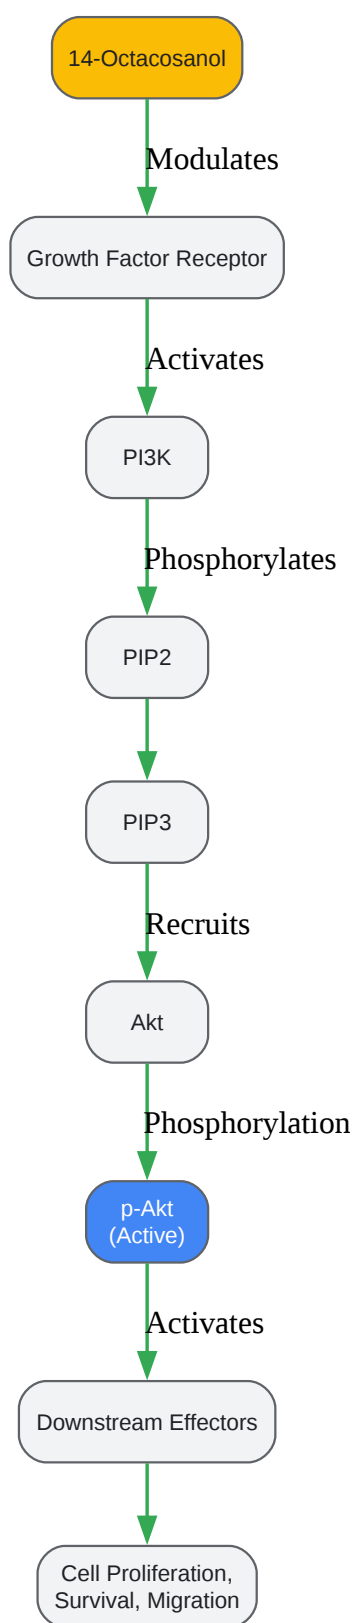 14-Octacosanol
Modulates
Growth Factor Receptor
Activates
PI3K
Phosphorylates
PIP2
PIP3
Recruits
Akt
Phosphorylation
p-Akt
(Active)
Activates
Downstream Effectors
Cell Proliferation,
Survival, Migration